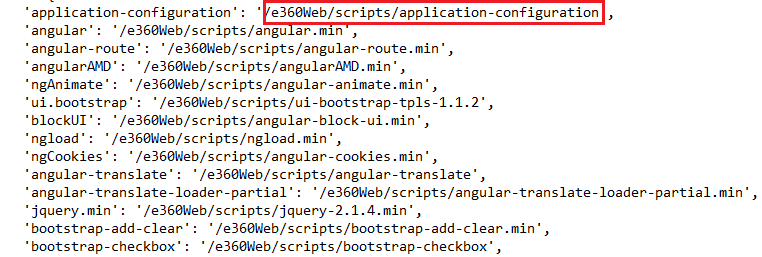 'application-configuration': '/e360Web/scripts/application-configuration',
'angular': '/e360Web/scripts/angular.min',
'angular-route': '/e360Web/scripts/angular-route.min',
'angularAMD': '/e360Web/scripts/angularAMD.min',
'ngAnimate': '/e360Web/scripts/angular-animate.min',
'ui.bootstrap': '/e360Web/scripts/ui-bootstrap-tpls-1.1.2',
'blockUI': '/e360Web/scripts/angular-block-ui.min',
'ngload': '/e360Web/scripts/ngload.min',
'ngCookies': '/e360Web/scripts/angular-cookies.min',
'angular-translate': '/e360Web/scripts/angular-translate',
'angular-translate-loader-partial': '/e360Web/scripts/angular-translate-loader-partial.min',
'jquery.min': '/e360Web/scripts/jquery-2.1.4.min',
'bootstrap-add-clear': '/e360Web/scripts/bootstrap-add-clear.min',
'bootstrap-checkbox': '/e360Web/scripts/bootstrap-checkbox',